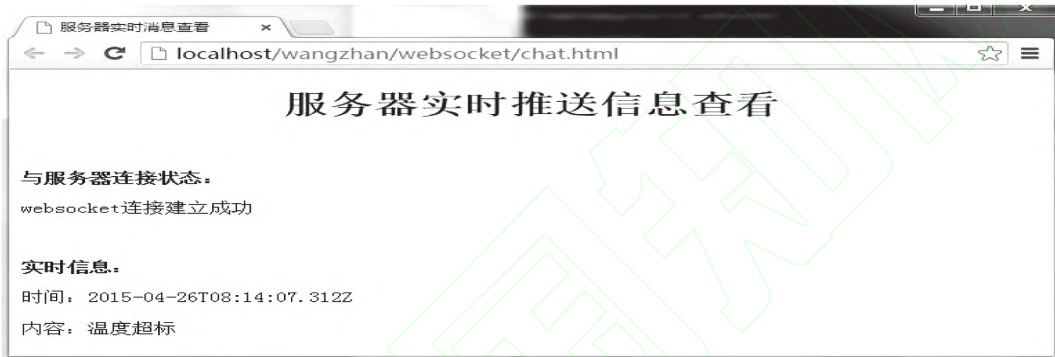 服务器实时消息查看
localhost/wangzhan/websocket/chat.html
服务器实时推送信息查看
与服务器连接状态:
websocket连接建立成功
实时信息:
时间: 2015-04-26T08:14:07.312Z
内容: 温度超标